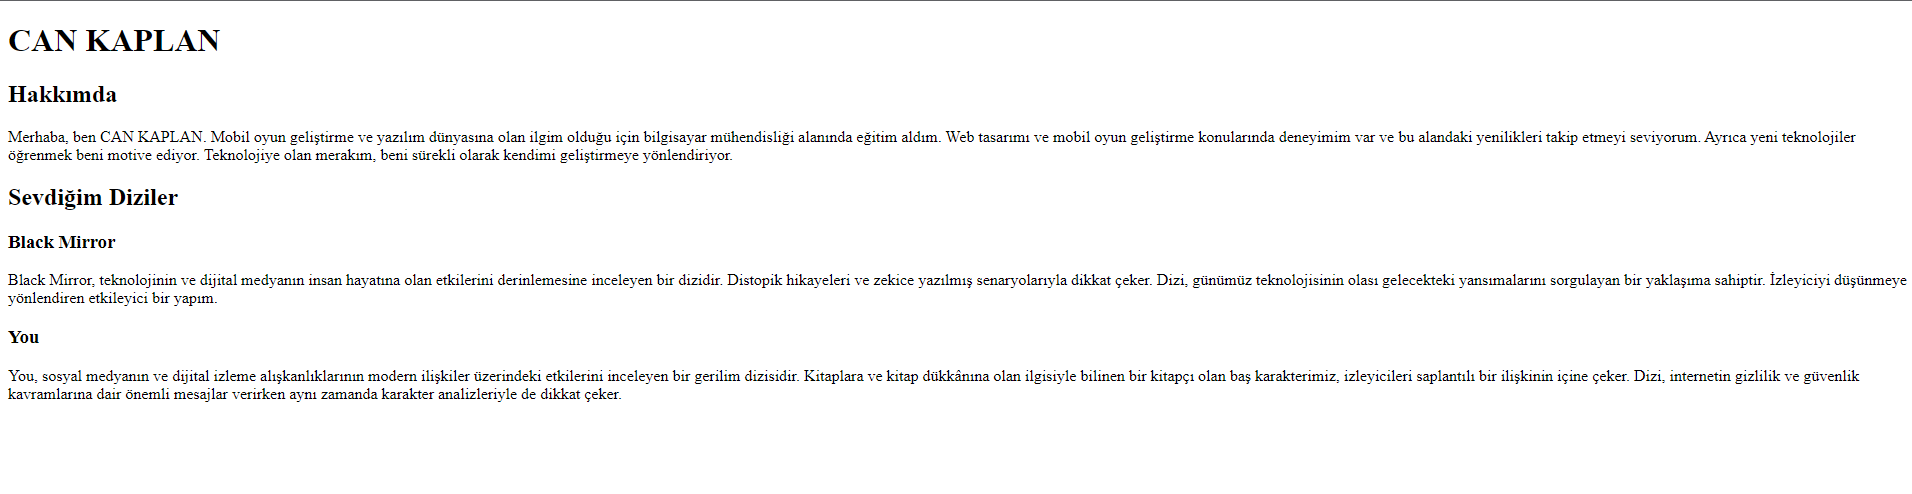 CAN KAPLAN
Hakkımda
Merhaba, ben CAN KAPLAN. Mobil oyun geliştirme ve yazılım dünyasına olan ilgim olduğu için bilgisayar mühendisliği alanında eğitim aldım. Web tasarımı ve mobil oyun geliştirme konularında deneyimim var ve bu alandaki yenilikleri takip etmeyi seviyorum. Ayrıca yeni teknolojiler
öğrenmek beni motive ediyor. Teknolojiye olan merakım, beni sürekli olarak kendimi geliştirmeye yönlendiriyor.
Sevdiğim Diziler
Black Mirror
Black Mirror, teknolojinin ve dijital medyanın insan hayatına olan etkilerini derinlemesine inceleyen bir dizidir. Distopik hikayeleri ve zekice yazılmış senaryolarıyla dikkat çeker. Dizi, günümüz teknolojisinin olası gelecekteki yansımalarını sorgulayan bir yaklaşıma sahiptir. İzleyiciyi düşünmeye
yönlendiren etkileyici bir yapım.
You
You, sosyal medyanın ve dijital izleme alışkanlıklarının modern ilişkiler üzerindeki etkilerini inceleyen bir gerilim dizisidir. Kitaplara ve kitap dükkânına olan ilgisiyle bilinen bir kitapçı olan baş karakterimiz, izleyicileri saplantılı bir ilişkinin içine çeker. Dizi, internetin gizlilik ve güvenlik
kavramlarına dair önemli mesajlar verirken aynı zamanda karakter analizleriyle de dikkat çeker.